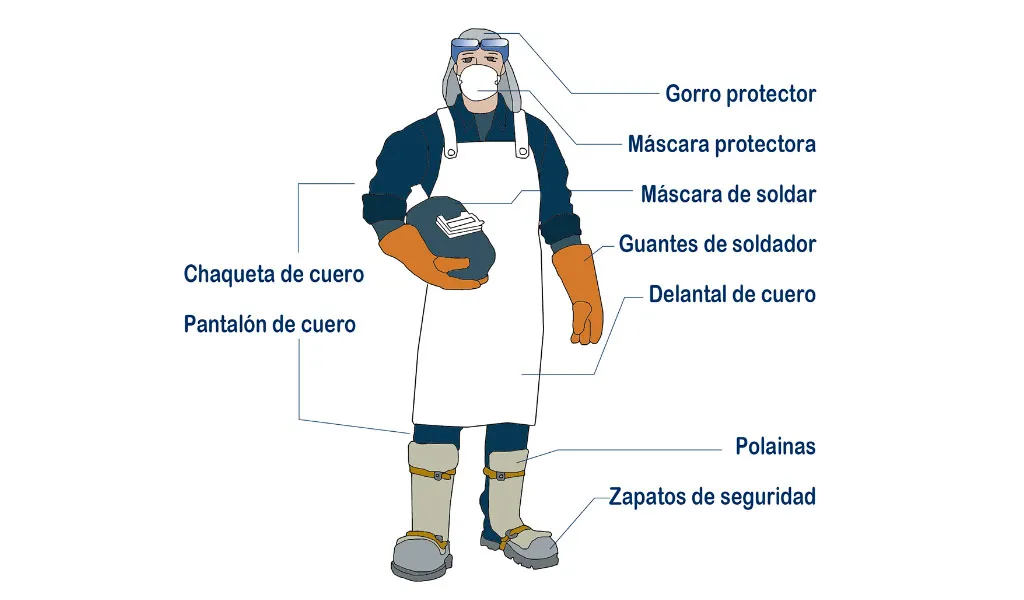 Gorro protector
Máscara protectora
Máscara de soldar
Guantes de soldador
Chaqueta de cuero
Delantal de cuero
Pantalón de cuero
Polainas
Zapatos de seguridad